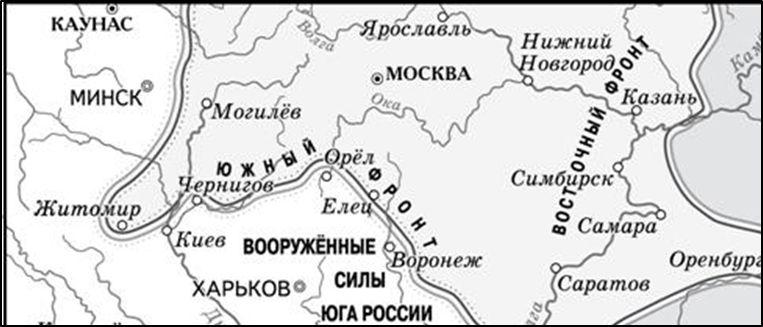 КАУНАС
Волга
Ярославль
Нижний
Новгород
МОСКВА
МИНСК
Ока
Казань
Могилёв
ВОСТОЧНЫЙ ФРОНТ
ЮЖНЫЙ ФРОНТ
Орёл
Чернигов
Симбирск
Житомир
Елец
Самара
Киев
ВООРУЖЁННЫЕ
СИЛЫ
ЮГА РОССИИ
Воронеж
Оренбург
ХАРЬКОВ
Саратов